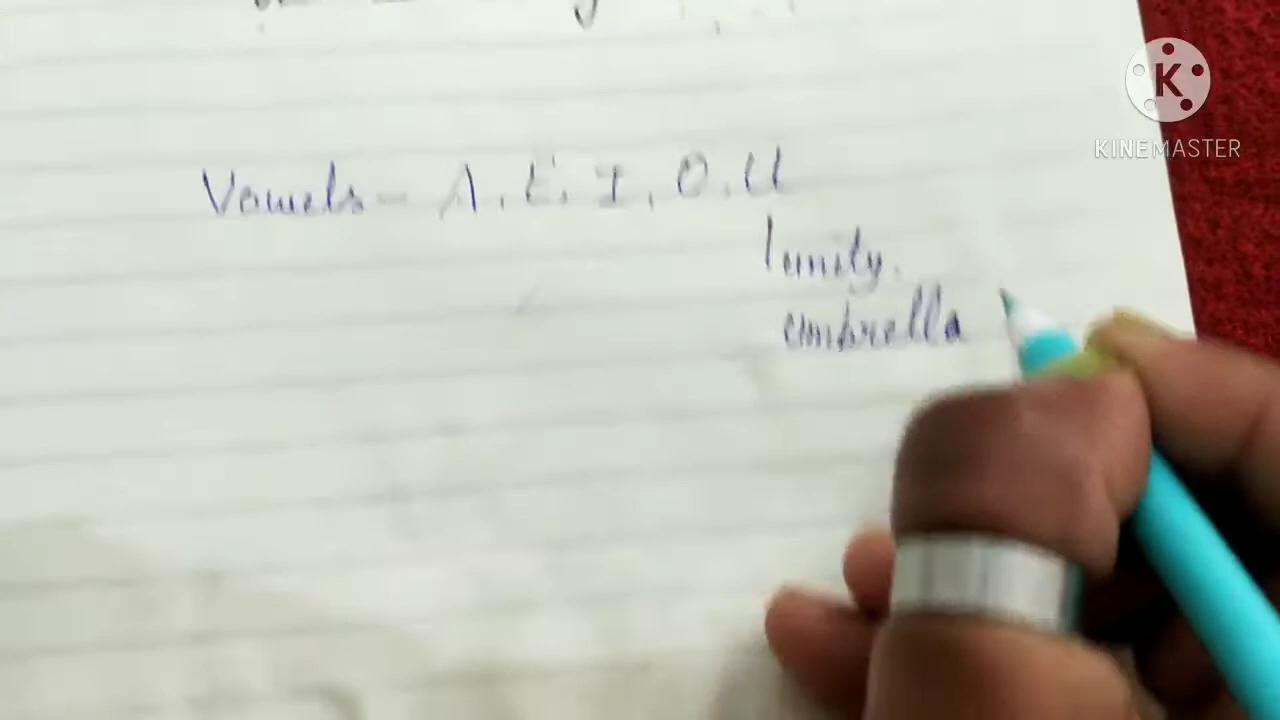 K
KINEMASTER
Vowels - A, E, I, O, U
unity.
umbrella